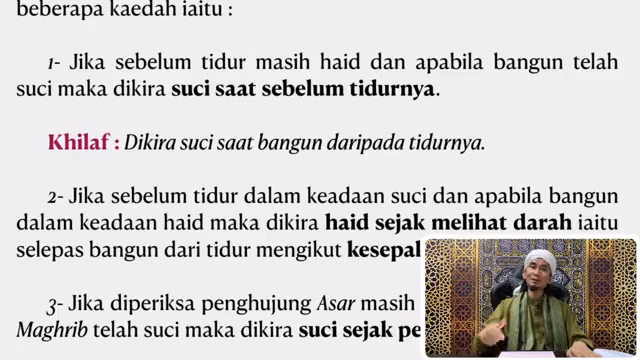 beberapa kaedah iaitu :
1- Jika sebelum tidur masih haid dan apabila bangun telah
suci maka dikira suci saat sebelum tidurnya.
Khilaf : Dikira suci saat bangun daripada tidurnya.
2- Jika sebelum tidur dalam keadaan suci dan apabila bangun
dalam keadaan haid maka dikira haid sejak melihat darah iaitu
selepas bangun dari tidur mengikut
3- Jika diperiksa penghujung Asar masih
Maghrib telah suci maka dikira suci sejak